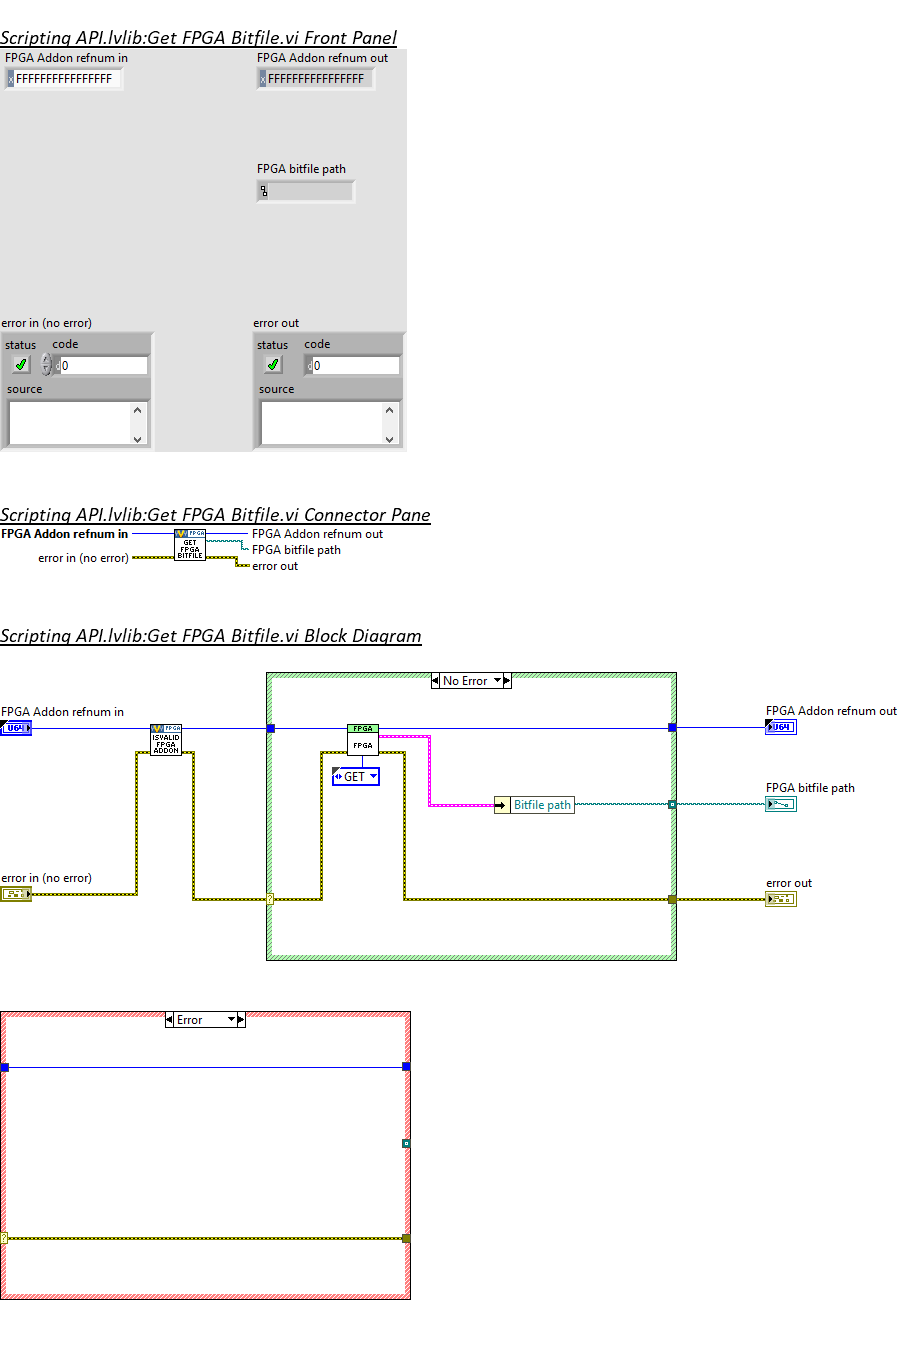 Scripting API.lvlib:Get FPGA Bitfile.vi Front Panel
FPGA Addon refnum in
FPGA Addon refnum out
x FFFFFFFFFFFFFFFF
x FFFFFFFFFFFFFFFF
FPGA bitfile path
error in (no error)
error out
status code
status code
0
0
source
source
Scripting API.lvlib:Get FPGA Bitfile.vi Connector Pane
FPGA Addon refnum in
FPGA
GET
FPGA
BITFILE
FPGA Addon refnum out
FPGA bitfile path
error in (no error)
error out
Scripting API.lvlib:Get FPGA Bitfile.vi Block Diagram
No Error
FPGA Addon refnum in
FPGA Addon refnum out
U64
FPGA
ISVALID
FPGA
ADDON
FPGA
FPGA
U64
GET
FPGA bitfile path
Bitfile path
error in (no error)
error out
?
Error
?